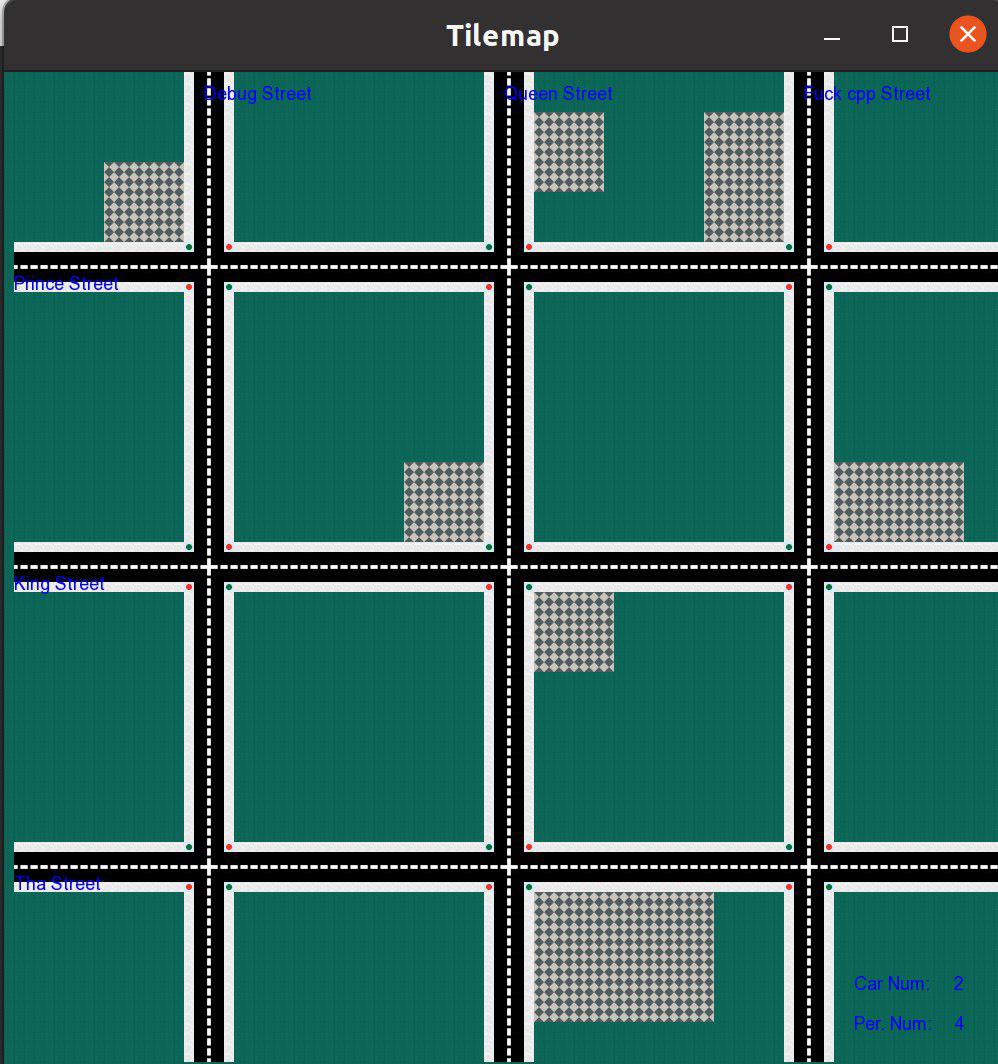 Tilemap
Debug Street
Queen Street
Fuck cpp Street
Prince Street
King Street
Tha Street
Car Num: 2
Per. Num: 4